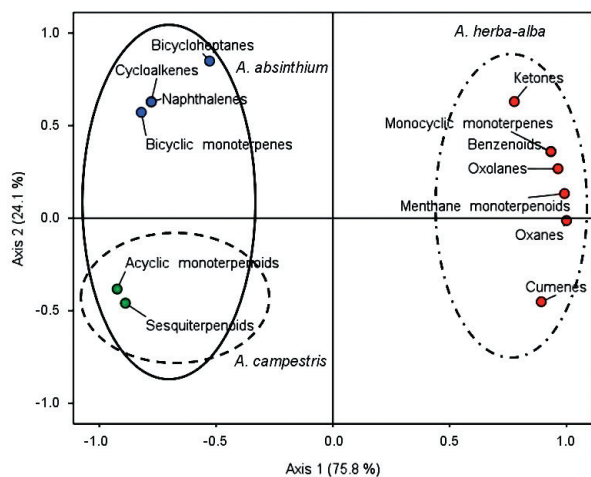 1.0
0.5
0.0
-0.5
-1.0
-1.0
-0.5
0.0
0.5
1.0
Axis 2 (24.1 %)
Axis 1 (75.8 %)
Bicycloheptanes
A. absinthium
Cycloalkenes
Naphthalenes
Bicyclic monoterpenes
Acyclic monoterpenoids
Sesquiterpenoids
A. campestris
A. herba-alba
Ketones
Monocyclic monoterpenes
Benzenoids
Oxolanes
Menthane monoterpenoids
Oxanes
Cumenes